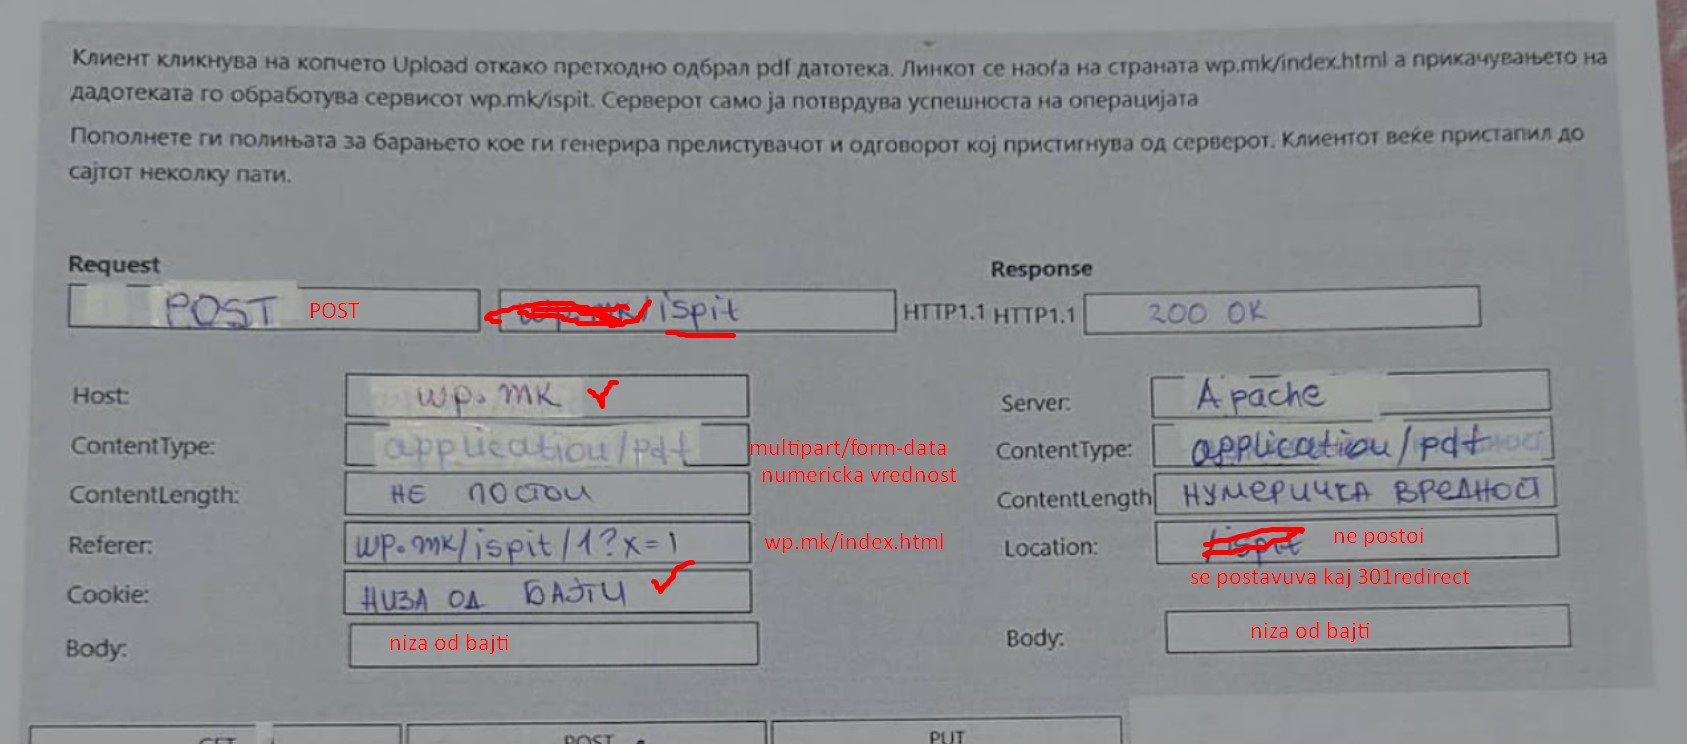 Клиент кликнува на копчето Upload откако претходно одбрал pdf датотека. Линкот се наоѓа на страната wp.mk/index.html а прикачувањето на
дадотеката го обработува сервисот wp.mk/ispit. Серверот само ја потврдува успешноста на операцијата
Пополнете ги полињата за барањето кое ги генерира прелистувачот и одговорот кој пристигнува од серверот. Клиентот веќе пристапил до
сајтот неколку пати.
Request
Response
POST POST wp.mk/ispit HTTP1.1
HTTP1.1 200 OK
Host: wp.mk ✓
Server: Apache
ContentType: application/pdf multipart/form-data
ContentType: application/pdf
numericka vrednost
ContentLength: НЕ ПОСТОИ
ContentLength НУМЕРИЧКА ВРЕДНОСТ
Referer: wp.mk/ispit/1?x=1 wp.mk/index.html
Location: /ispit ne postoi
se postavuva kaj 301redirect
Cookie: НИЗА ОД БАЈТИ ✓
Body: niza od bajti
Body: niza od bajti
GET POST PUT